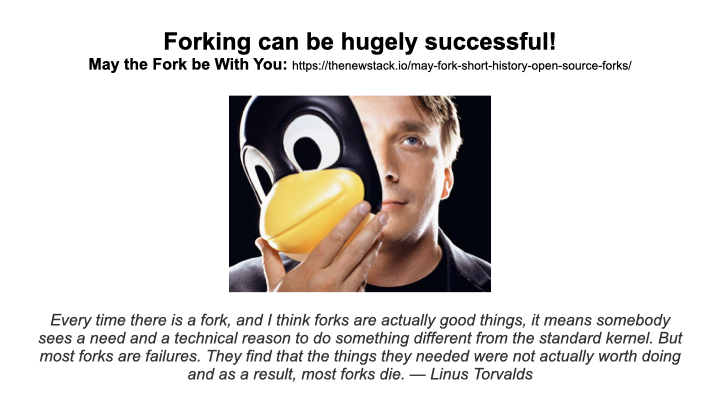 Forking can be hugely successful!
May the Fork be With You: https://thenewstack.io/may-fork-short-history-open-source-forks/
Every time there is a fork, and I think forks are actually good things, it means somebody
sees a need and a technical reason to do something different from the standard kernel. But
most forks are failures. They find that the things they needed were not actually worth doing
and as a result, most forks die. — Linus Torvalds